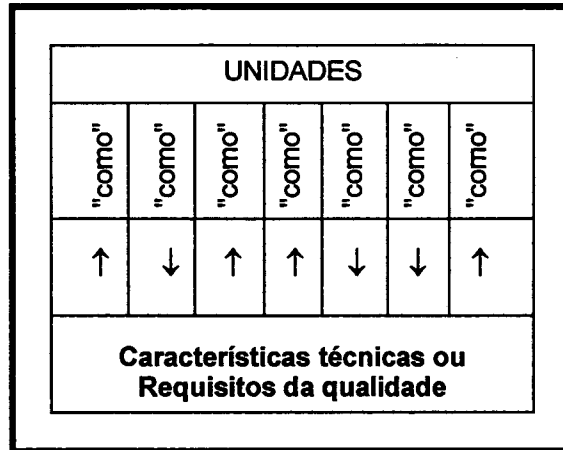 UNIDADES
"como" "como" "como" "como" "como" "como" "como"
↑ ↓ ↑ ↑ ↓ ↓ ↑
Características técnicas ou
Requisitos da qualidade